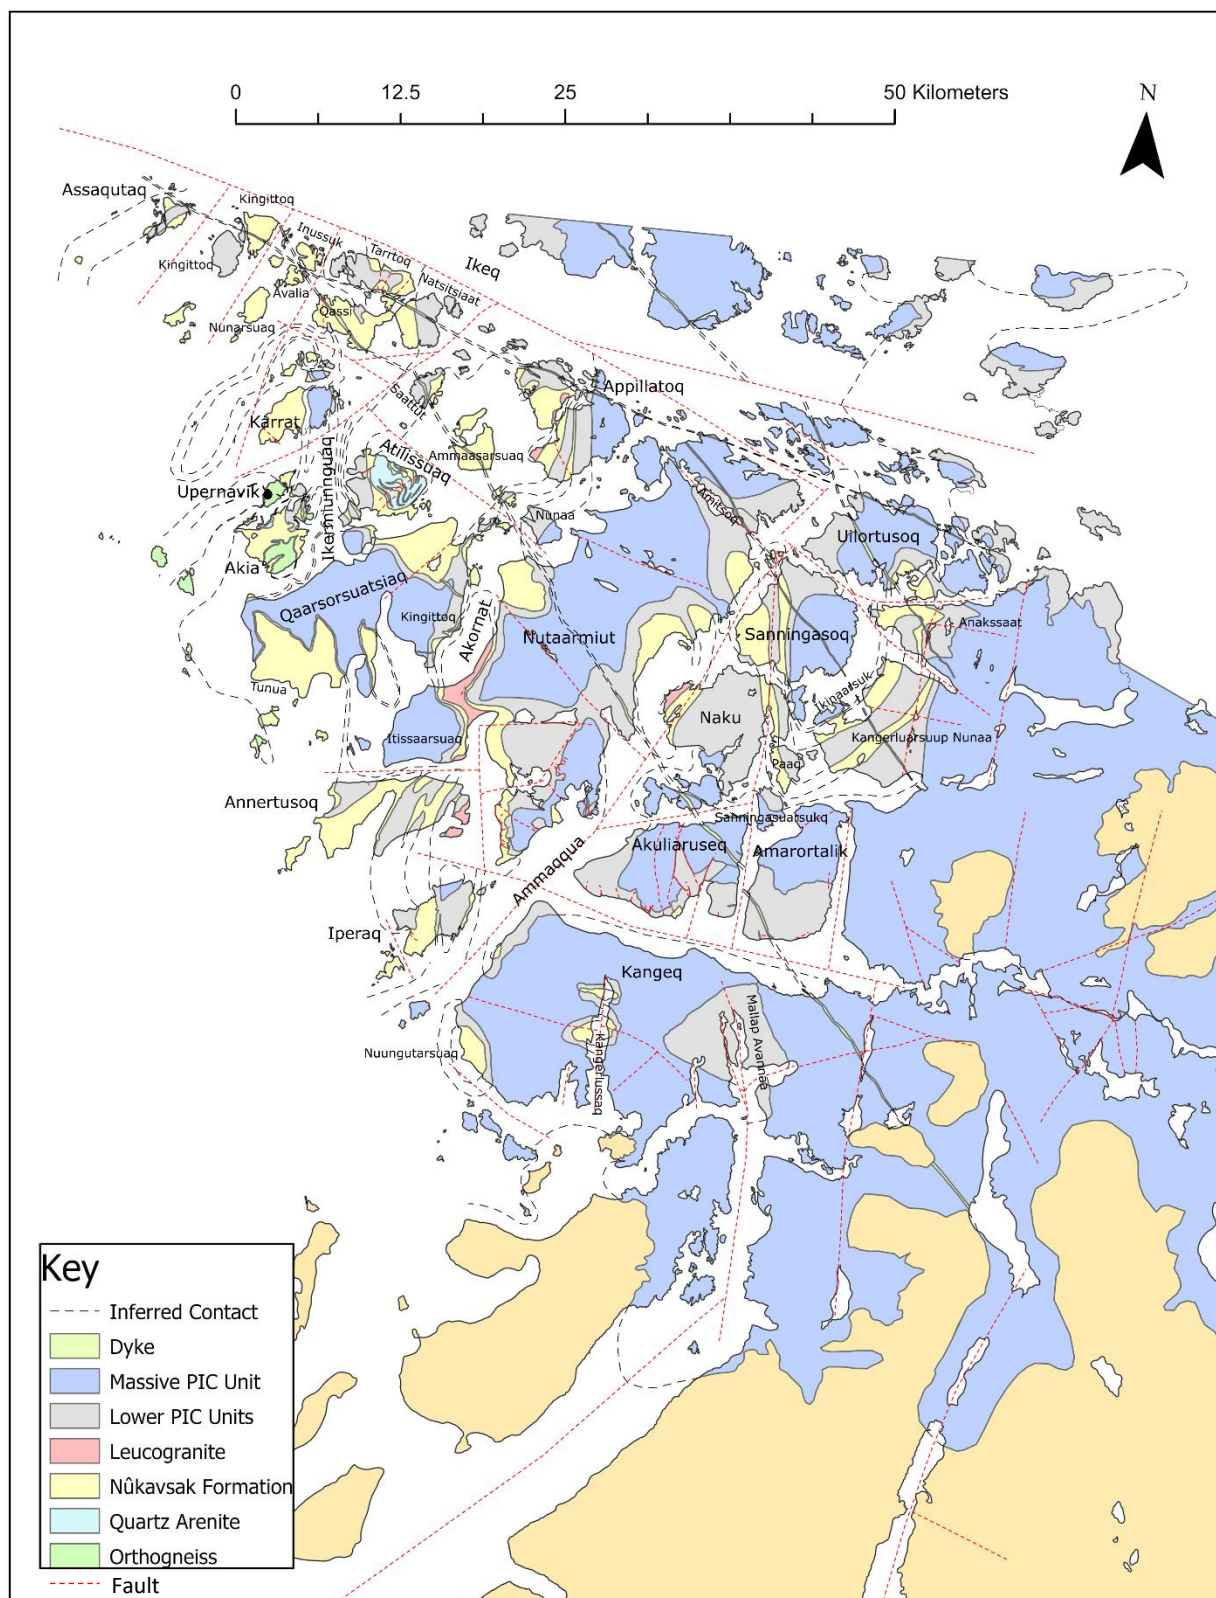 0 12.5 25 50 Kilometers
N
Assaqutaq
Kingittoq
Inussuk
Tarrtoq
Ikeq
Kingittoq
Natsitsiaat
Avalia
Qassi
Nunarsuaq
Saattut
Appillatoq
Karrat
Ikermiunnguaq
Atilissuaq
Ammaasarsuaq
Upernavik
Amitsoq
Nunaa
Uilortusoq
Akia
Qaarsorsuatsiaq
Kingittoq
Akornat
Nutaarmiut
Sanningasoq
Anakssaat
Tunua
Ikinaarsuk
Itissaarsuaq
Naku
Kangerluarsuup Nunaa
Paaq
Annertusoq
Sanningasuarsukq
Akuliaruseq
Amarortalik
Ammaqqua
Iperaq
Kangeq
Mallap Avannaa
Nuungutarsuaq
Kangerlussaq
Key
Inferred Contact
Dyke
Massive PIC Unit
Lower PIC Units
Leucogranite
Nûkavsak Formation
Quartz Arenite
Orthogneiss
Fault